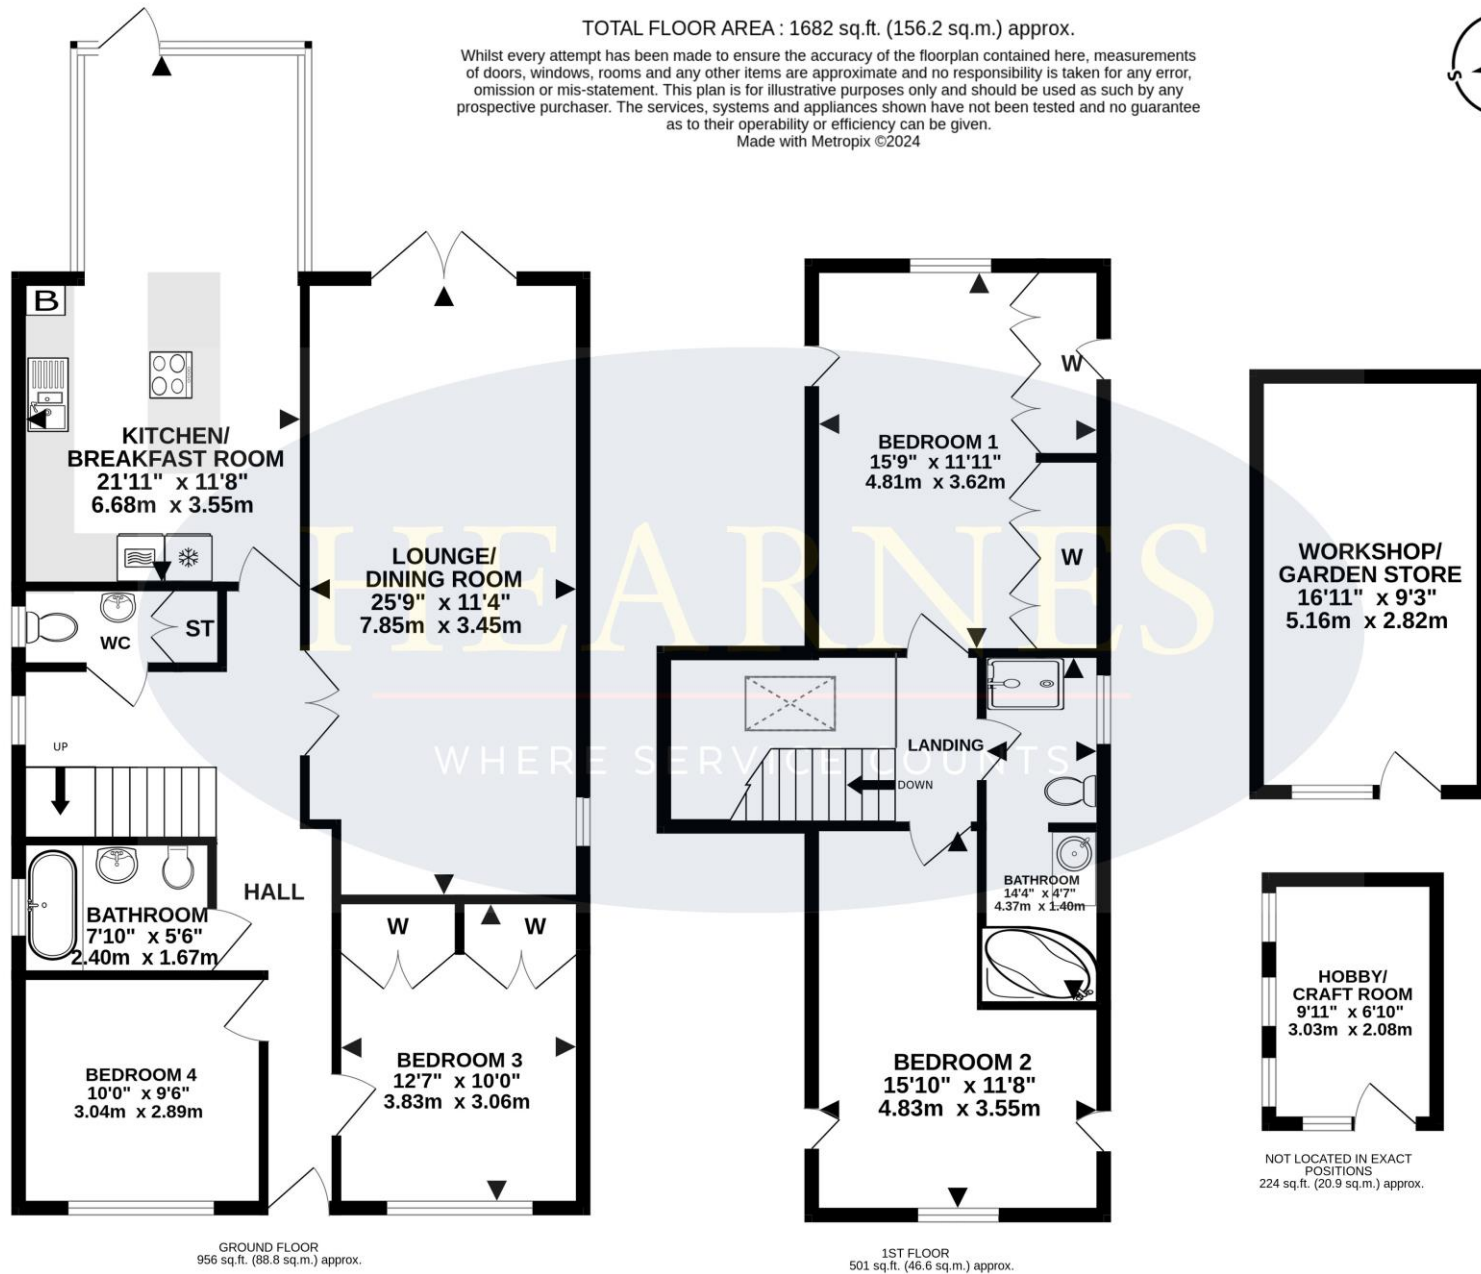 TOTAL FLOOR AREA : 1682 sq.ft. (156.2 sq.m.) approx.
Whilst every attempt has been made to ensure the accuracy of the floorplan contained here, measurements
of doors, windows, rooms and any other items are approximate and no responsibility is taken for any error,
omission or mis-statement. This plan is for illustrative purposes only and should be used as such by any
prospective purchaser. The services, systems and appliances shown have not been tested and no guarantee
as to their operability or efficiency can be given.
Made with Metropix ©2024
S
B
KITCHEN/
BREAKFAST ROOM
21'11" x 11'8"
6.68m x 3.55m
LOUNGE/
DINING ROOM
25'9" x 11'4"
7.85m x 3.45m
WC
ST
UP
HALL
BATHROOM
7'10" x 5'6"
2.40m x 1.67m
W
W
BEDROOM 4
10'0" x 9'6"
3.04m x 2.89m
BEDROOM 3
12'7" x 10'0"
3.83m x 3.06m
GROUND FLOOR
956 sq.ft. (88.8 sq.m.) approx.
W
BEDROOM 1
15'9" x 11'11"
4.81m x 3.62m
W
LANDING
DOWN
BATHROOM
14'4" x 4'7"
4.37m x 1.40m
BEDROOM 2
15'10" x 11'8"
4.83m x 3.55m
1ST FLOOR
501 sq.ft. (46.6 sq.m.) approx.
WORKSHOP/
GARDEN STORE
16'11" x 9'3"
5.16m x 2.82m
HOBBY/
CRAFT ROOM
9'11" x 6'10"
3.03m x 2.08m
NOT LOCATED IN EXACT
POSITIONS
224 sq.ft. (20.9 sq.m.) approx.
HEARNES
WHERE SERVICE COUNTS